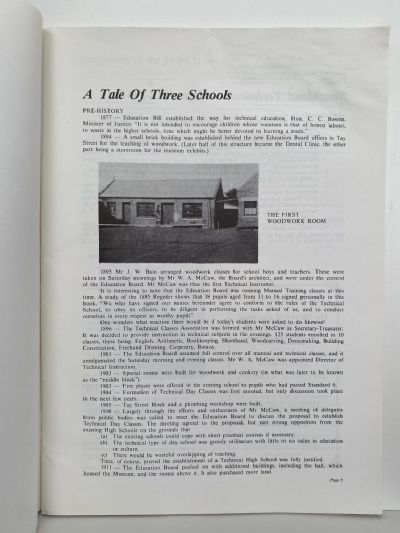 A Tale Of Three Schools
PRE-HISTORY
1877 — Education Bill established the way for technical education. Hon. C. C. Bowen,
Minister of Justice: "It is not intended to encourage children whose vocation is that of honest labour,
to waste in the higher schools, time which might be better devoted to learning a trade."
1894 — A small brick building was established behind the new Education Board offices in Tay
Street for the teaching of woodwork. (Later half of this structure became the Dental Clinic, the other
part being a storeroom for the museum exhibits.)
THE FIRST
WOODWORK ROOM
1895 Mr J. W. Bain arranged woodwork classes for school boys and teachers. These were
taken on Saturday mornings by Mr W. A. McCaw, the Board's architect, and were under the control
of the Education Board. Mr McCaw was thus the first Technical Instructor.
It is interesting to note that the Education Board was running Manual Training classes at this
time. A study of the 1895 Register shows that 38 pupils aged from 11 to 16 signed personally in this
book. "We who have signed our names hereunder agree to conform to the rules of the Technical
School, to obey its officers, to be diligent in performing the tasks asked of us, and to conduct
ourselves in every respect as worthy pupils".
One wonders what reaction there would be if today's students were asked to do likewise!
1896 — The Technical Classes Association was formed with Mr McCaw as Secretary-Treasurer.
It was decided to provide instruction in technical subjects in the evenings. 125 students enrolled in 10
classes, these being English, Arithmetic, Bookkeeping, Shorthand, Woodcarving, Dressmaking, Building
Construction, Freehand Drawing, Carpentry, Botany.
1901 — The Education Board assumed full control over all manual and technical classes, and it
amalgamated the Saturday morning and evening classes. Mr W. A. McCaw was appointed Director of
Technical Instruction.
1903 — Special rooms were built for woodwork and cookery (in what was later to be known
as the "middle block").
1903 — Free places were offered in the evening school to pupils who had passed Standard 6.
1904 — Formation of Technical Day Classes was first mooted, but only discussion took place
in the next few years.
1905 — Tay Street Block and a plumbing workshop were built.
— Largely through the efforts and enthusiasm of Mr McCaw, a meeting of delegates
from public bodies was called to meet the Education Board to discuss the proposal to establish
Technical Day Classes. The meeting agreed to the proposal, but met strong opposition from the
existing High Schools on the grounds that
(a) The existing schools could cope with short practical courses if necessary.
(b) The technical type of day school was grossly utilitarian with little or no value in education
or culture.
(c) There would be wasteful overlapping of teaching.
Time, of course, proved the establishment of a Technical High School was fully justified.
1911 — The Education Board pushed on with additional buildings, including the hall, which
housed the Museum, and the rooms above it. It also purchased more land.
Page 5